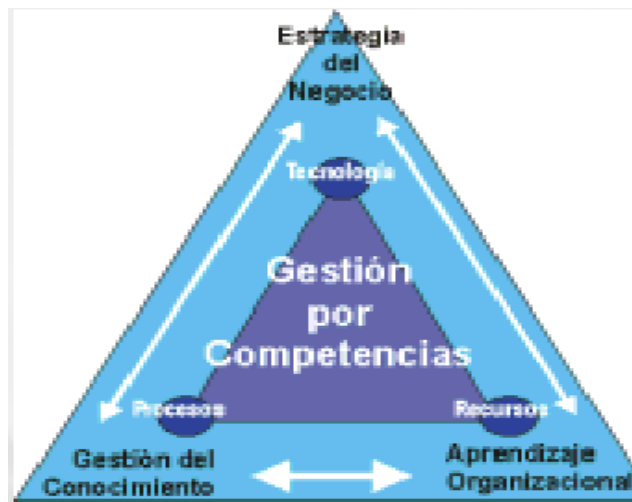 Estrategia
del
Negocio
Tecnología
Gestión
por
Competencias
Procesos
Recursos
Gestión del
Conocimiento
Aprendizaje
Organizacional